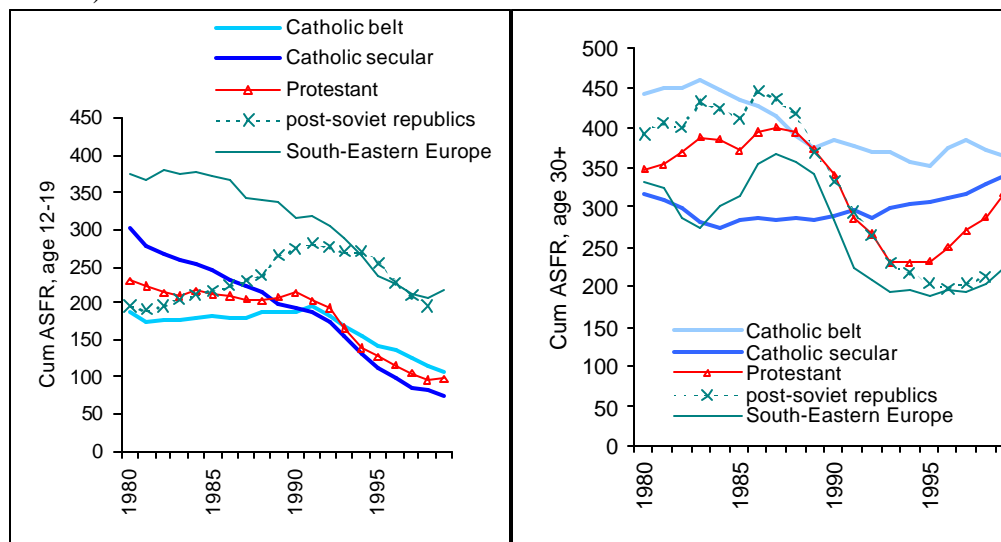 Catholic belt
Catholic secular
Protestant
post-soviet republics
South-Eastern Europe
Cum ASFR, age 12-19
450
400
350
300
250
200
150
100
50
0
1980
1985
1990
1995
Cum ASFR, age 30+
500
450
400
350
300
250
200
150
100
50
0
Catholic belt
Catholic secular
Protestant
post-soviet republics
South-Eastern Europe
1980
1985
1990
1995